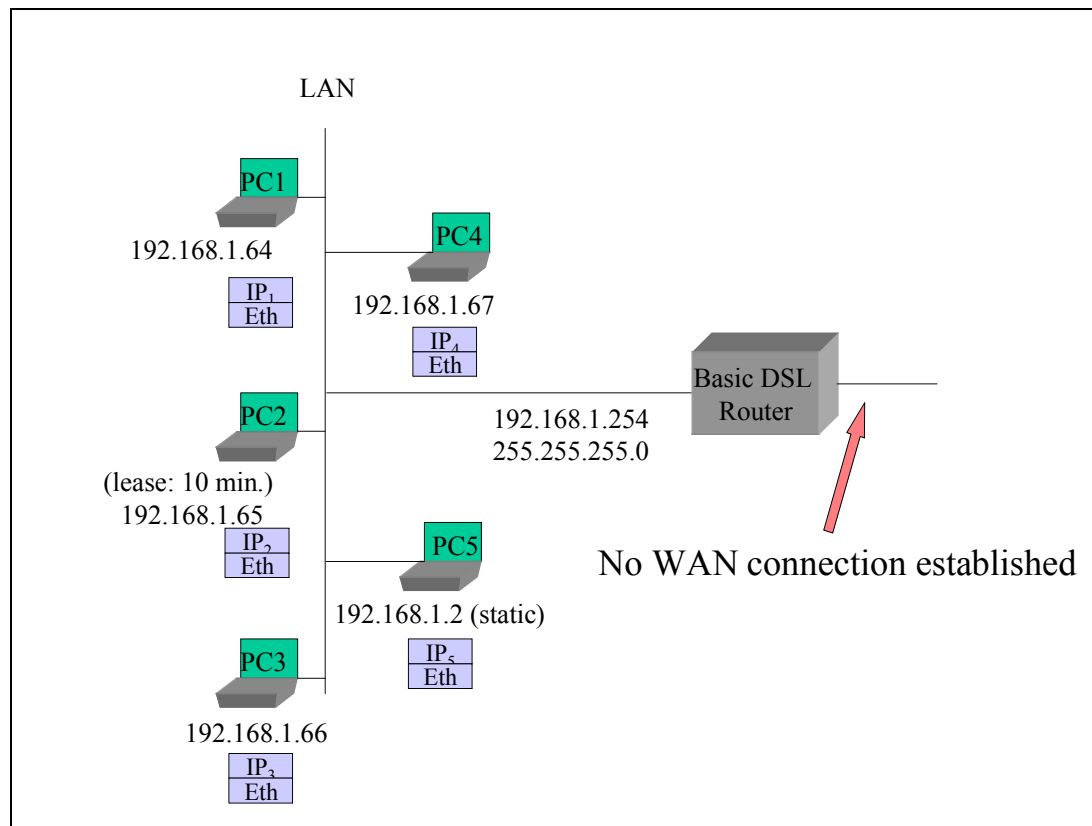 LAN
PC1
192.168.1.64
IP₁
Eth
PC4
192.168.1.67
IP₄
Eth
Basic DSL
Router
192.168.1.254
255.255.255.0
PC2
(lease: 10 min.)
192.168.1.65
IP₂
Eth
No WAN connection established
PC5
192.168.1.2 (static)
IP₅
Eth
PC3
192.168.1.66
IP₃
Eth